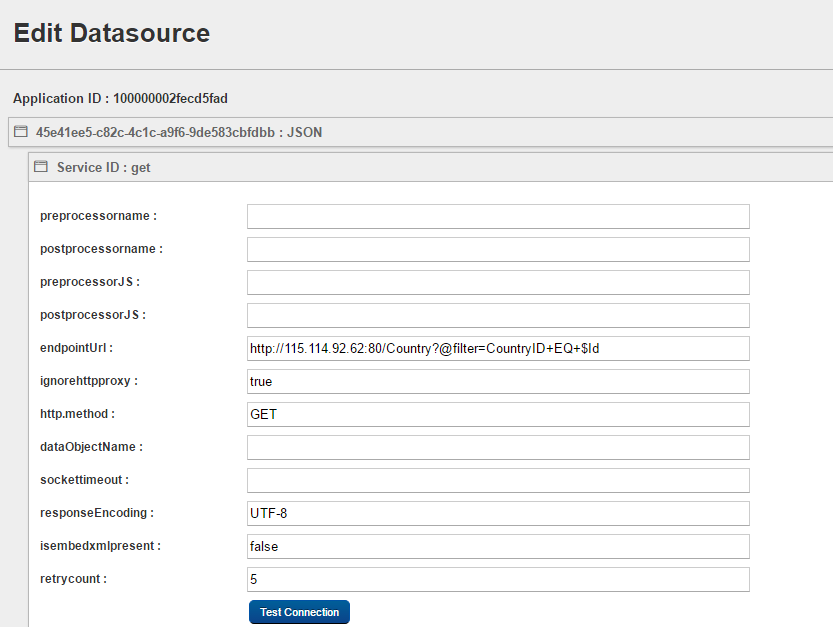 Edit Datasource
Application ID : 100000002fecd5fad
45e41ee5-c82c-4c1c-a9f6-9de583cbfdbb : JSON
Service ID : get
preprocessorname :
postprocessorname :
preprocessorJS :
postprocessorJS :
endpointUrl : http://115.114.92.62:80/Country?@filter=CountryID+EQ+$Id
ignorehttpproxy : true
http.method : GET
dataObjectName :
sockettimeout :
responseEncoding : UTF-8
isembedxmlpresent : false
retrycount : 5
Test Connection